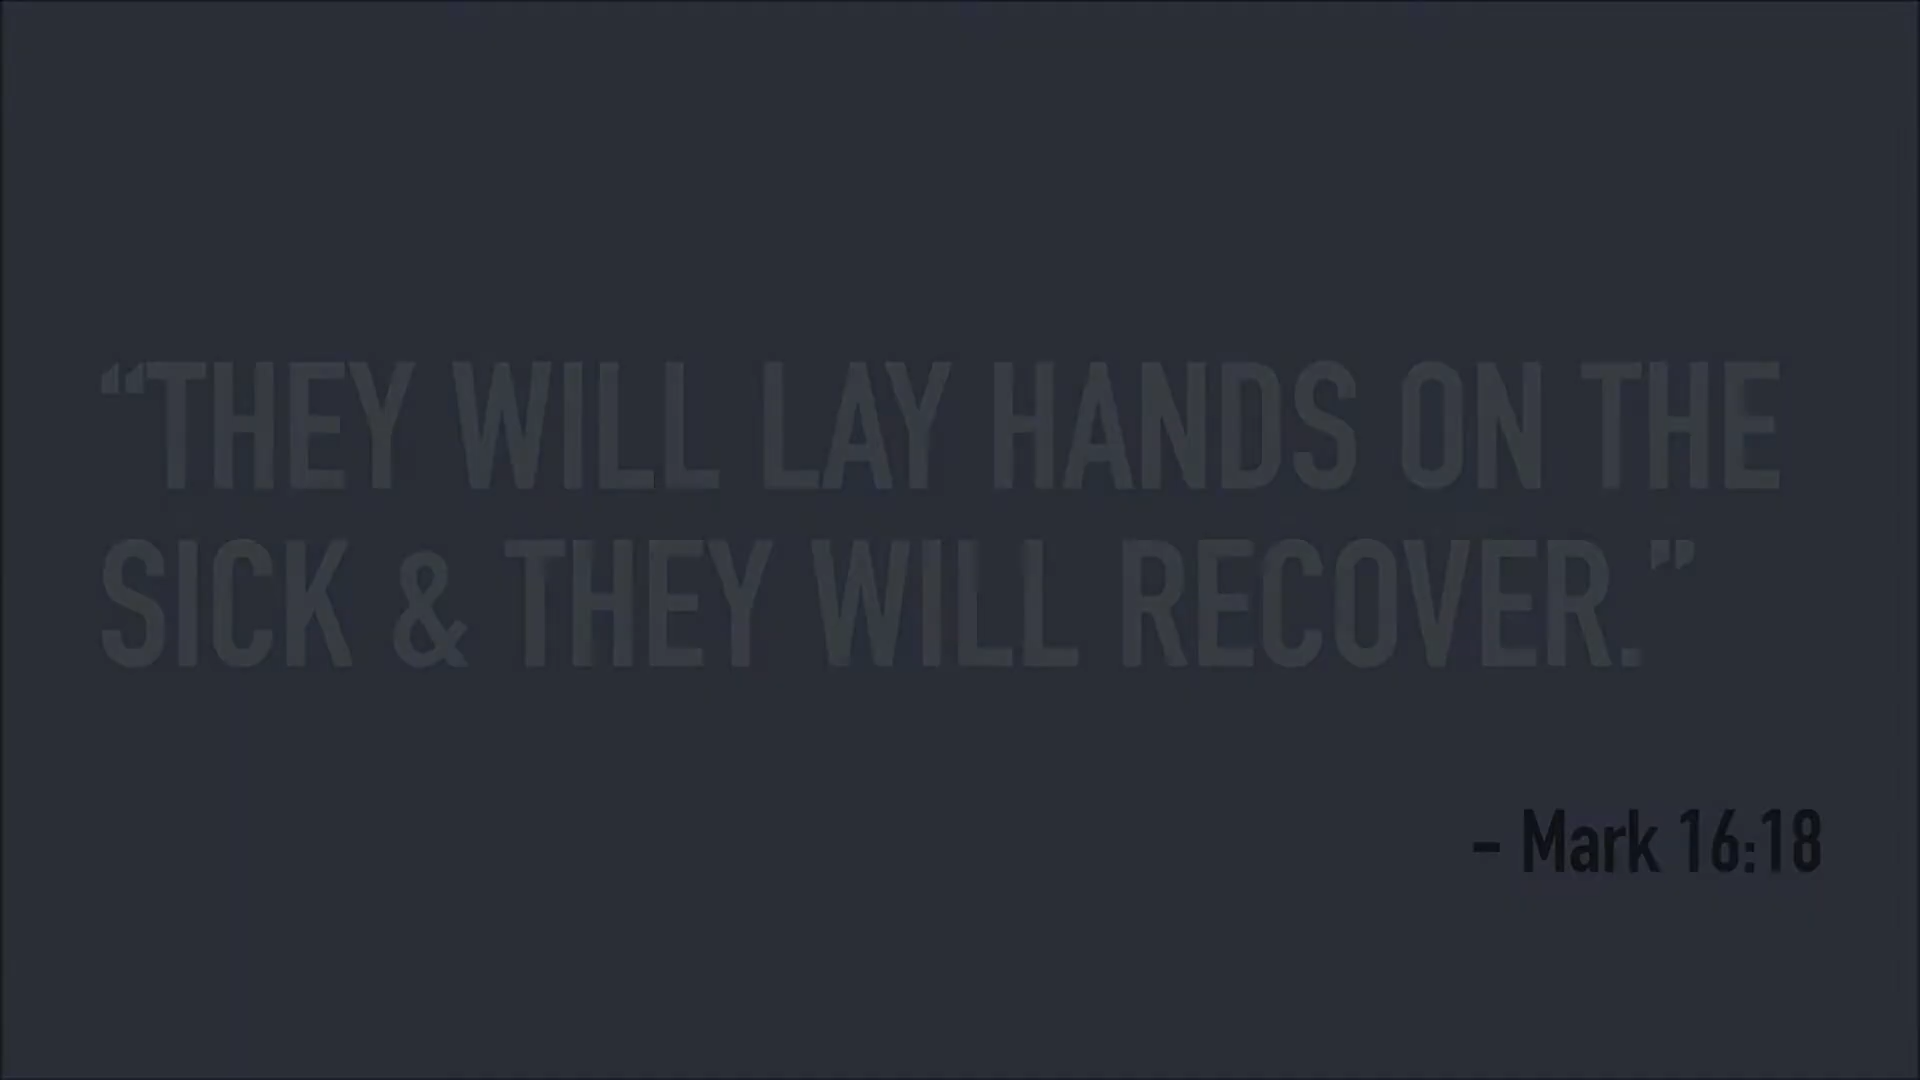 “THEY WILL LAY HANDS ON THE
SICK & THEY WILL RECOVER.”
- Mark 16:18